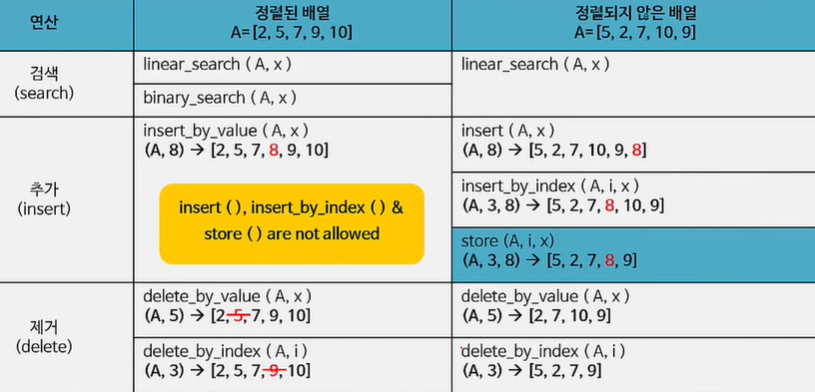 연산
정렬된 배열
A=[2, 5, 7, 9, 10]
정렬되지 않은 배열
A=[5, 2, 7, 10, 9]
검색
(search)
linear_search ( A, x )
binary_search ( A, x )
linear_search ( A, x )
추가
(insert)
insert_by_value ( A, x )
(A, 8) → [2, 5, 7, 8, 9, 10]
insert ( ), insert_by_index ( ) &
store ( ) are not allowed
insert ( A, x )
(A, 8) → [5, 2, 7, 10, 9, 8]
insert_by_index ( A, i, x )
(A, 3, 8) → [5, 2, 7, 8, 10, 9]
store (A, i, x)
(A, 3, 8) → [5, 2, 7, 8, 9]
제거
(delete)
delete_by_value ( A, x )
(A, 5) → [2, 5, 7, 9, 10]
delete_by_index ( A, i )
(A, 3) → [2, 5, 7, 9, 10]
delete_by_value ( A, x )
(A, 5) → [2, 7, 10, 9]
delete_by_index ( A, i )
(A, 3) → [5, 2, 7, 9]